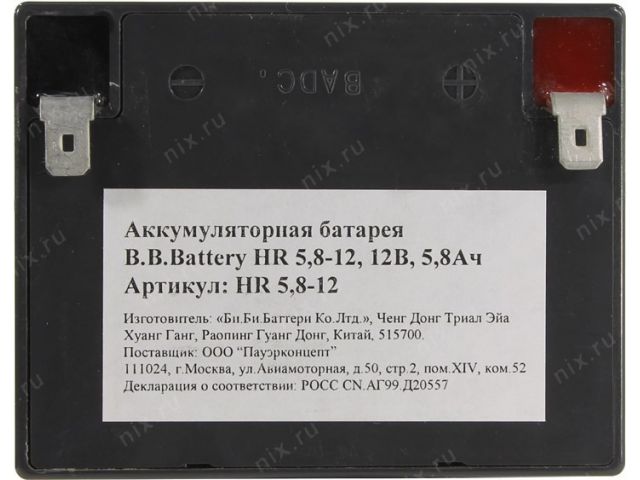 BADC.
Аккумуляторная батарея
B.B.Battery HR 5,8-12, 12В, 5,8Ач
Артикул: HR 5,8-12
Изготовитель: «Би.Би.Баттери Ко.Лтд.», Ченг Донг Триал Эйа
Хуанг Ганг, Раопинг Гуанг Донг, Китай, 515700.
Поставщик: ООО “Пауэрконцепт”
111024, г.Москва, ул.Авиамоторная, д.50, стр.2, пом.XIV, ком.52
Декларация о соответствии: РОСС CN.АГ99.Д20557
nix.ru